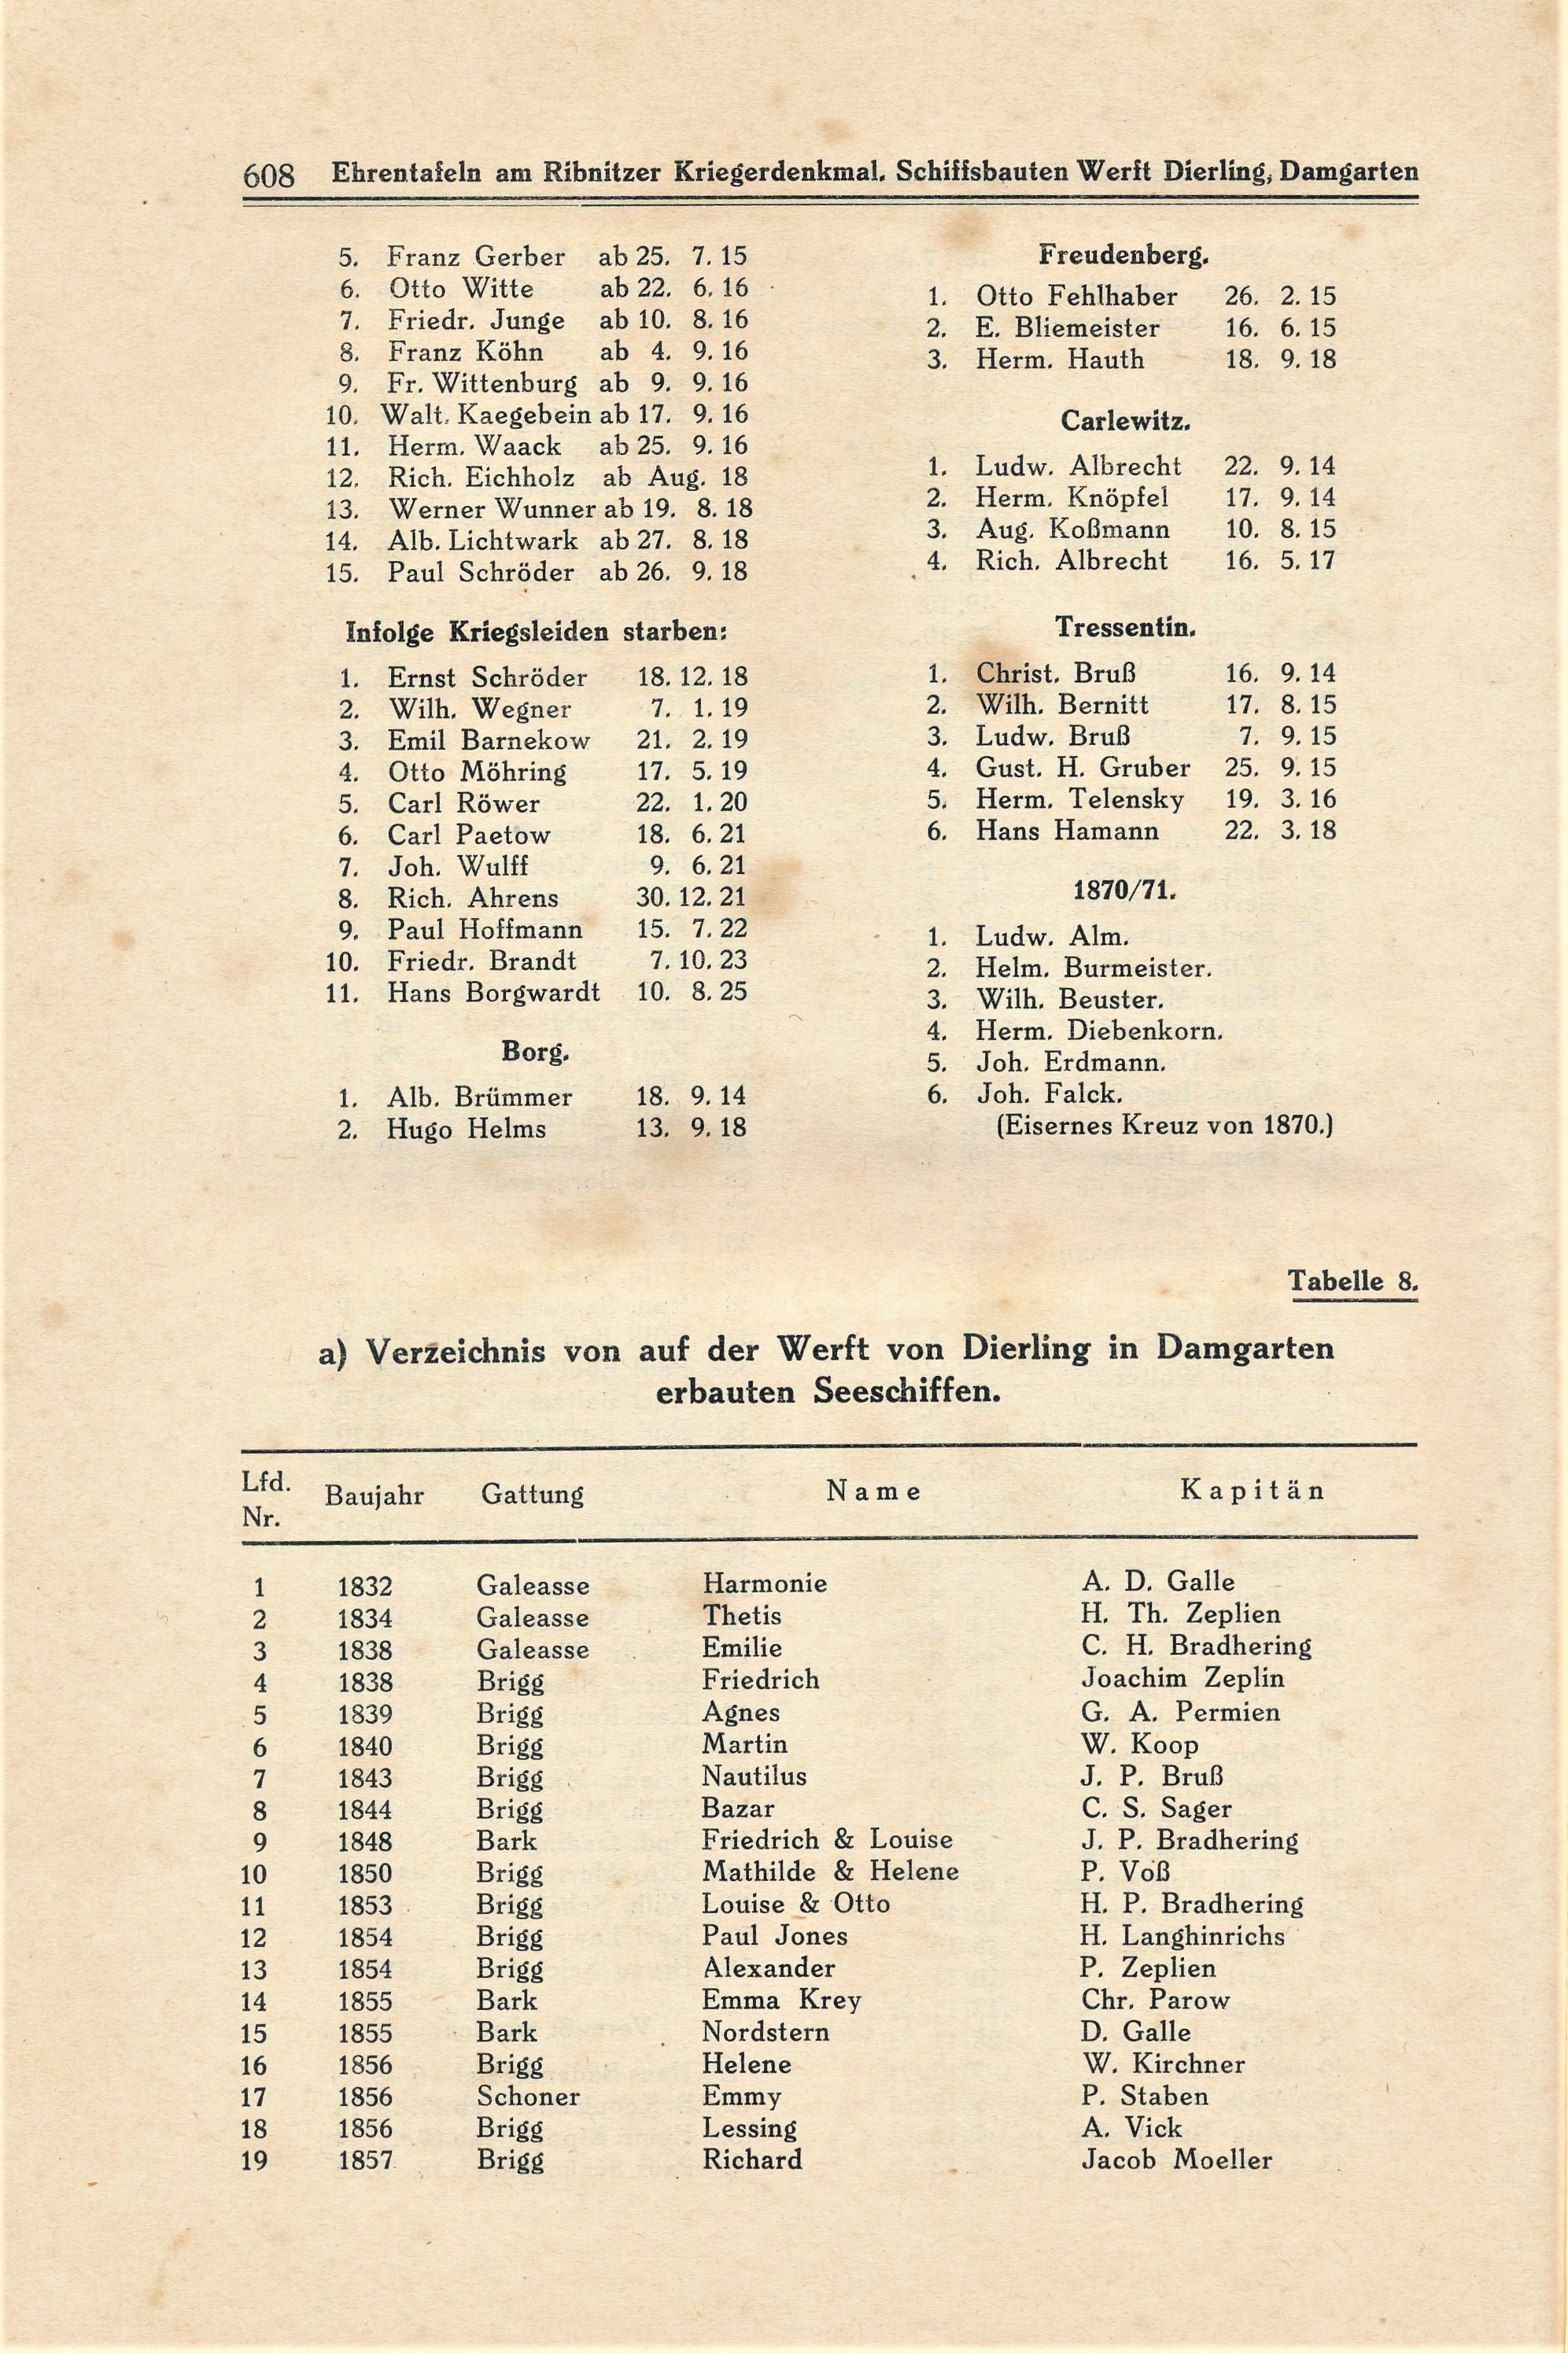 608 Ehrentafeln am Ribnitzer Kriegerdenkmal. Schiffsbauten Werft Dierling, Damgarten
5. Franz Gerber ab 25. 7. 15
6. Otto Witte ab 22. 6. 16
7. Friedr. Junge ab 10. 8. 16
8. Franz Köhn ab 4. 9. 16
9. Fr. Wittenburg ab 9. 9. 16
10. Walt. Kaegebein ab 17. 9. 16
11. Herm. Waack ab 25. 9. 16
12. Rich. Eichholz ab Aug. 18
13. Werner Wunner ab 19. 8. 18
14. Alb. Lichtwark ab 27. 8. 18
15. Paul Schröder ab 26. 9. 18
Infolge Kriegsleiden starben:
1. Ernst Schröder 18. 12. 18
2. Wilh. Wegner 7. 1. 19
3. Emil Barnekow 21. 2. 19
4. Otto Möhring 17. 5. 19
5. Carl Röwer 22. 1. 20
6. Carl Paetow 18. 6. 21
7. Joh. Wulff 9. 6. 21
8. Rich. Ahrens 30. 12. 21
9. Paul Hoffmann 15. 7. 22
10. Friedr. Brandt 7. 10. 23
11. Hans Borgwardt 10. 8. 25
Borg.
1. Alb. Brümmer 18. 9. 14
2. Hugo Helms 13. 9. 18
Freudenberg.
1. Otto Fehlhaber 26. 2. 15
2. E. Bliemeister 16. 6. 15
3. Herm. Hauth 18. 9. 18
Carlewitz.
1. Ludw. Albrecht 22. 9. 14
2. Herm. Knöpfel 17. 9. 14
3. Aug. Koßmann 10. 8. 15
4. Rich. Albrecht 16. 5. 17
Tressentin.
1. Christ. Bruß 16. 9. 14
2. Wilh. Bernitt 17. 8. 15
3. Ludw. Bruß 7. 9. 15
4. Gust. H. Gruber 25. 9. 15
5. Herm. Telensky 19. 3. 16
6. Hans Hamann 22. 3. 18
1870/71.
1. Ludw. Alm.
2. Helm. Burmeister.
3. Wilh. Beuster.
4. Herm. Diebenkorn.
5. Joh. Erdmann.
6. Joh. Falck.
(Eisernes Kreuz von 1870.)
Tabelle 8.
a) Verzeichnis von auf der Werft von Dierling in Damgarten
erbauten Seeschiffen.
Lfd. Nr. Baujahr Gattung Name Kapitän
1 1832 Galeasse Harmonie A. D. Galle
2 1834 Galeasse Thetis H. Th. Zeplien
3 1838 Galeasse Emilie C. H. Bradhering
4 1838 Brigg Friedrich Joachim Zeplin
5 1839 Brigg Agnes G. A. Permien
6 1840 Brigg Martin W. Koop
7 1843 Brigg Nautilus J. P. Bruß
8 1844 Brigg Bazar C. S. Sager
9 1848 Bark Friedrich & Louise J. P. Bradhering
10 1850 Brigg Mathilde & Helene P. Voß
11 1853 Brigg Louise & Otto H. P. Bradhering
12 1854 Brigg Paul Jones H. Langhinrichs
13 1854 Brigg Alexander P. Zeplien
14 1855 Bark Emma Krey Chr. Parow
15 1855 Bark Nordstern D. Galle
16 1856 Brigg Helene W. Kirchner
17 1856 Schoner Emmy P. Staben
18 1856 Brigg Lessing A. Vick
19 1857 Brigg Richard Jacob Moeller